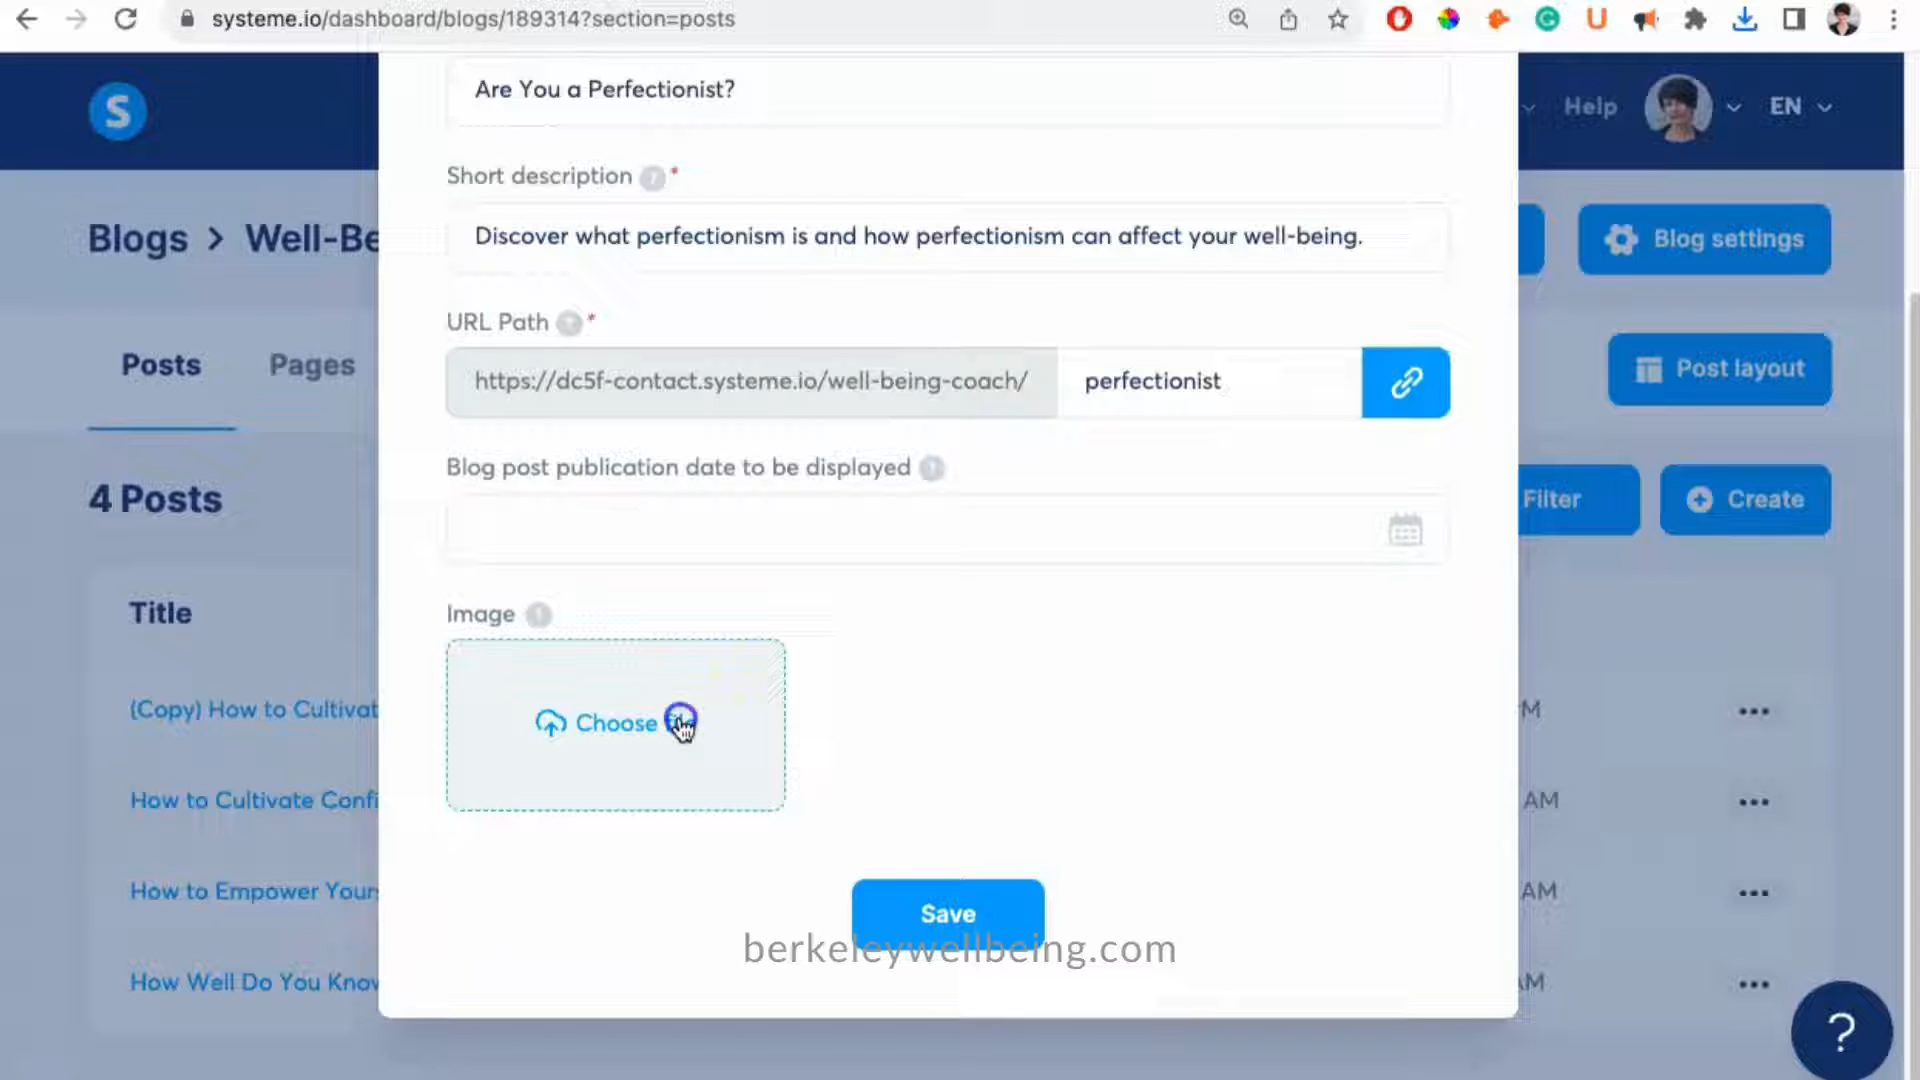 systeme.io/dashboard/blogs/189314?section=posts
S
Help
EN
Are You a Perfectionist?
Short description ? *
Discover what perfectionism is and how perfectionism can affect your well-being.
Blogs > Well-Be
Blog settings
URL Path *
https://dc5f-contact.systeme.io/well-being-coach/ perfectionist
Posts
Pages
Post layout
Blog post publication date to be displayed
4 Posts
Filter
Create
Image
Title
Choose
(Copy) How to Cultivat
M
How to Cultivate Confi
AM
How to Empower Your
AM
Save
berkeleywellbeing.com
How Well Do You Know
AM
?